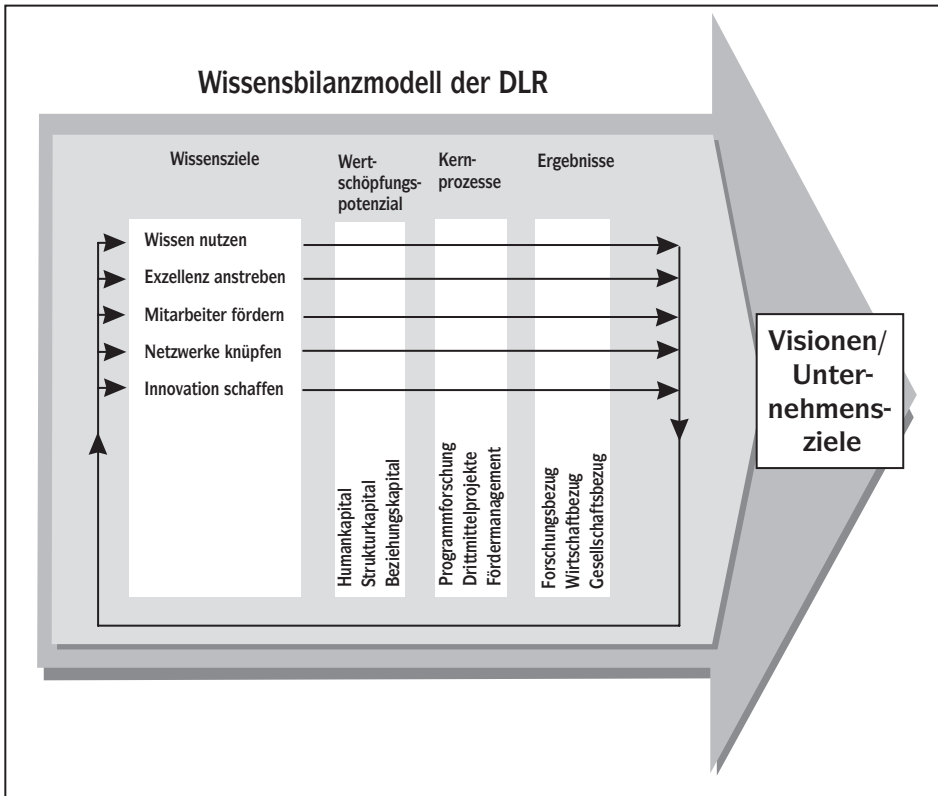 Wissensbilanzmodell der DLR
Wissensziele
Wert-
schöpfungs-
potenzial
Kern-
prozesse
Ergebnisse
Wissen nutzen
Exzellenz anstreben
Mitarbeiter fördern
Netzwerke knüpfen
Innovation schaffen
Humankapital
Strukturkapital
Beziehungskapital
Programmforschung
Drittmittelprojekte
Fördermanagement
Forschungsbezug
Wirtschaftbezug
Gesellschaftsbezug
Visionen/
Unter-
nehmens-
ziele